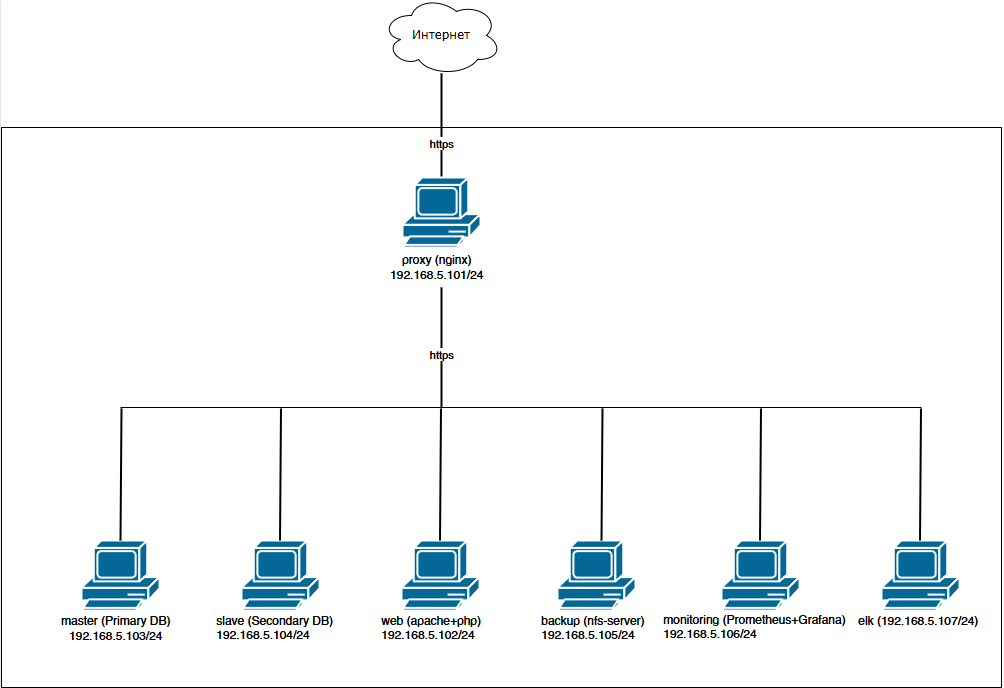 Интернет
https
proxy (nginx)
192.168.5.101/24
https
master (Primary DB)
192.168.5.103/24
slave (Secondary DB)
192.168.5.104/24
web (apache+php)
192.168.5.102/24
backup (nfs-server)
192.168.5.105/24
monitoring (Prometheus+Grafana)
192.168.5.106/24
elk (192.168.5.107/24)